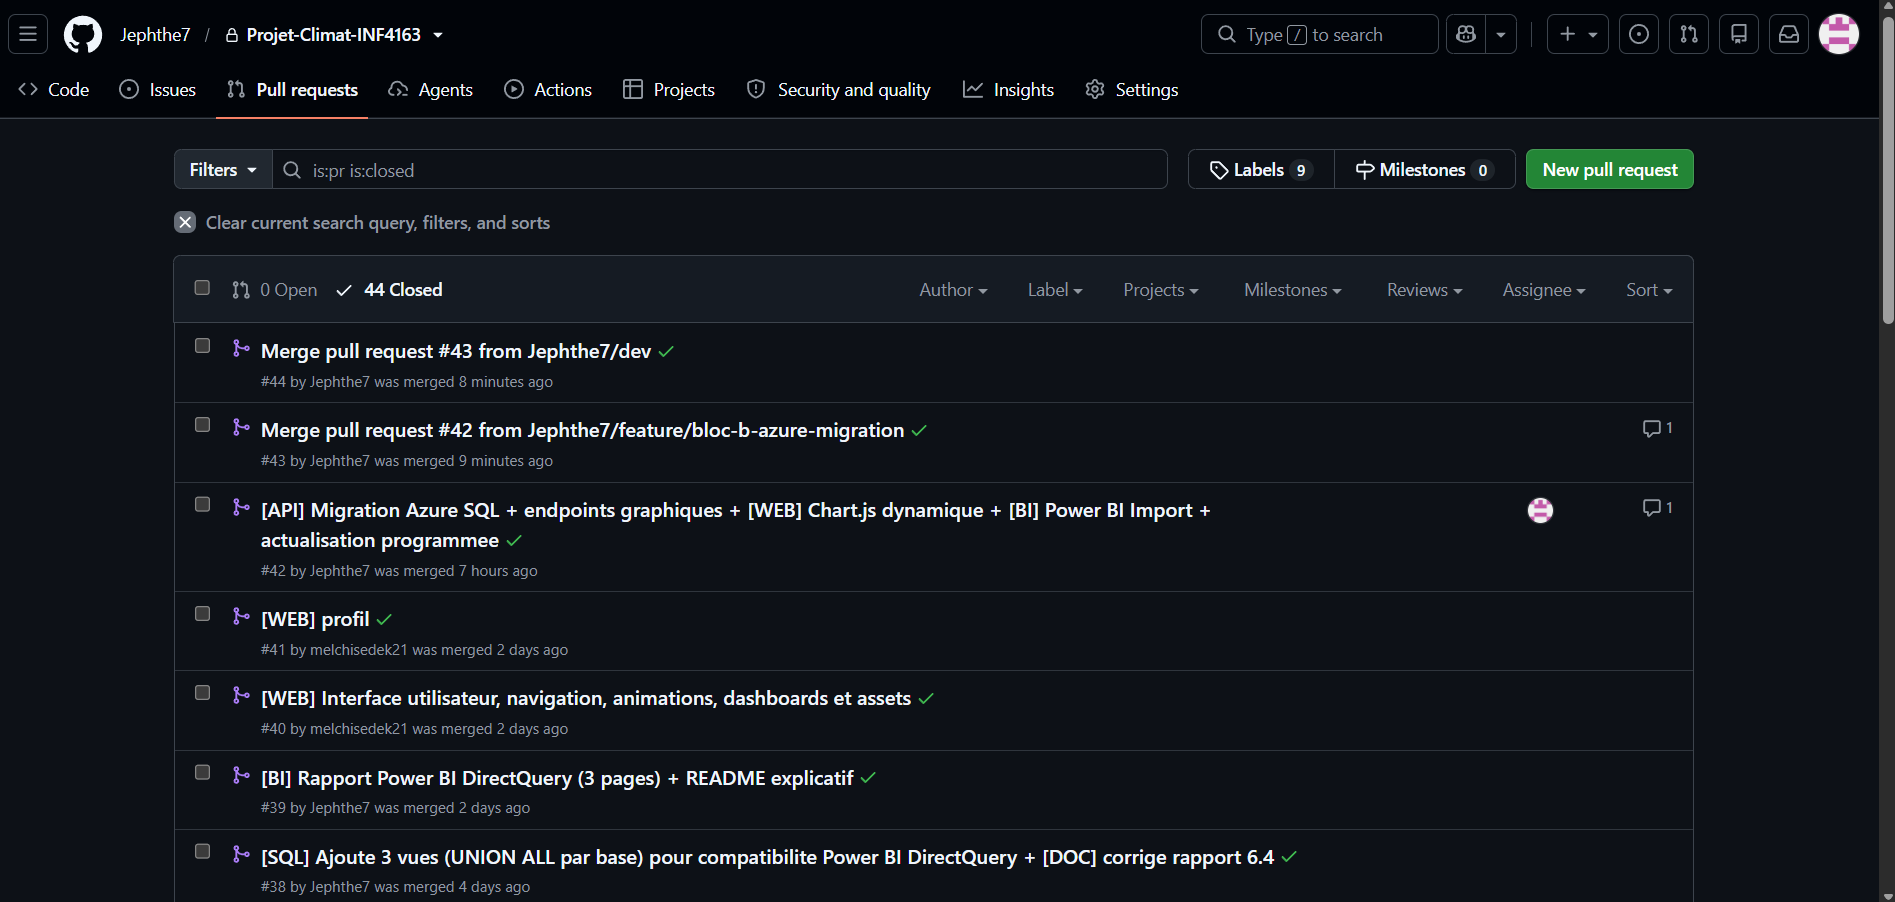 Jephthe7 / Projet-Climat-INF4163
Type / to search
Code Issues Pull requests Agents Actions Projects Security and quality Insights Settings
Filters is:pr is:closed Labels 9 Milestones 0 New pull request
Clear current search query, filters, and sorts
0 Open 44 Closed Author Label Projects Milestones Reviews Assignee Sort
Merge pull request #43 from Jephthe7/dev
#44 by Jephthe7 was merged 8 minutes ago
Merge pull request #42 from Jephthe7/feature/bloc-b-azure-migration 1
#43 by Jephthe7 was merged 9 minutes ago
[API] Migration Azure SQL + endpoints graphiques + [WEB] Chart.js dynamique + [BI] Power BI Import + 1
actualisation programmee
#42 by Jephthe7 was merged 7 hours ago
[WEB] profil
#41 by melchisedek21 was merged 2 days ago
[WEB] Interface utilisateur, navigation, animations, dashboards et assets
#40 by melchisedek21 was merged 2 days ago
[BI] Rapport Power BI DirectQuery (3 pages) + README explicatif
#39 by Jephthe7 was merged 2 days ago
[SQL] Ajoute 3 vues (UNION ALL par base) pour compatibilite Power BI DirectQuery + [DOC] corrige rapport 6.4
#38 by Jephthe7 was merged 4 days ago